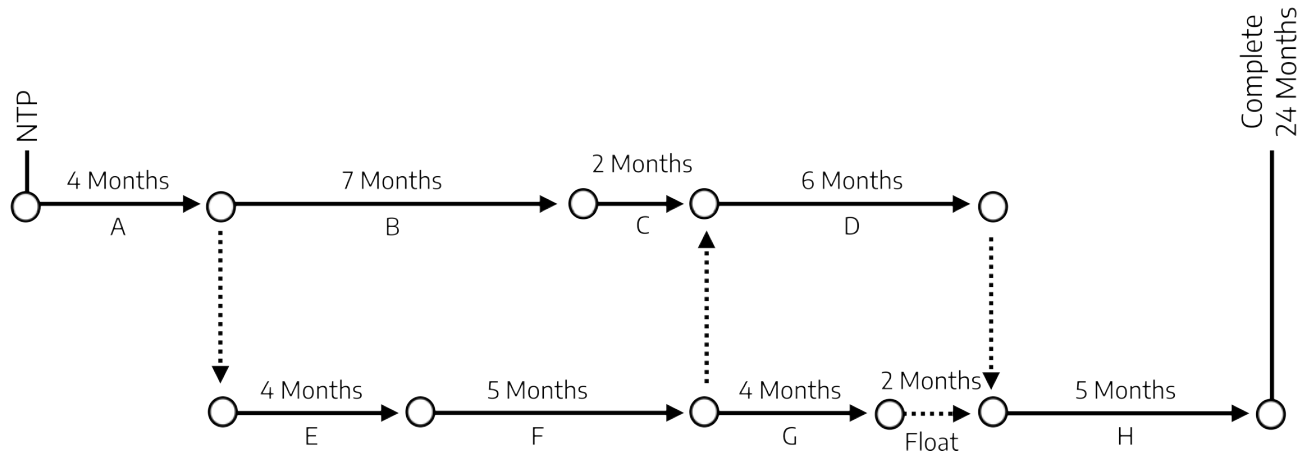 NTP
Complete
24 Months
4 Months
A
7 Months
B
2 Months
C
6 Months
D
4 Months
E
5 Months
F
4 Months
G
2 Months
Float
5 Months
H